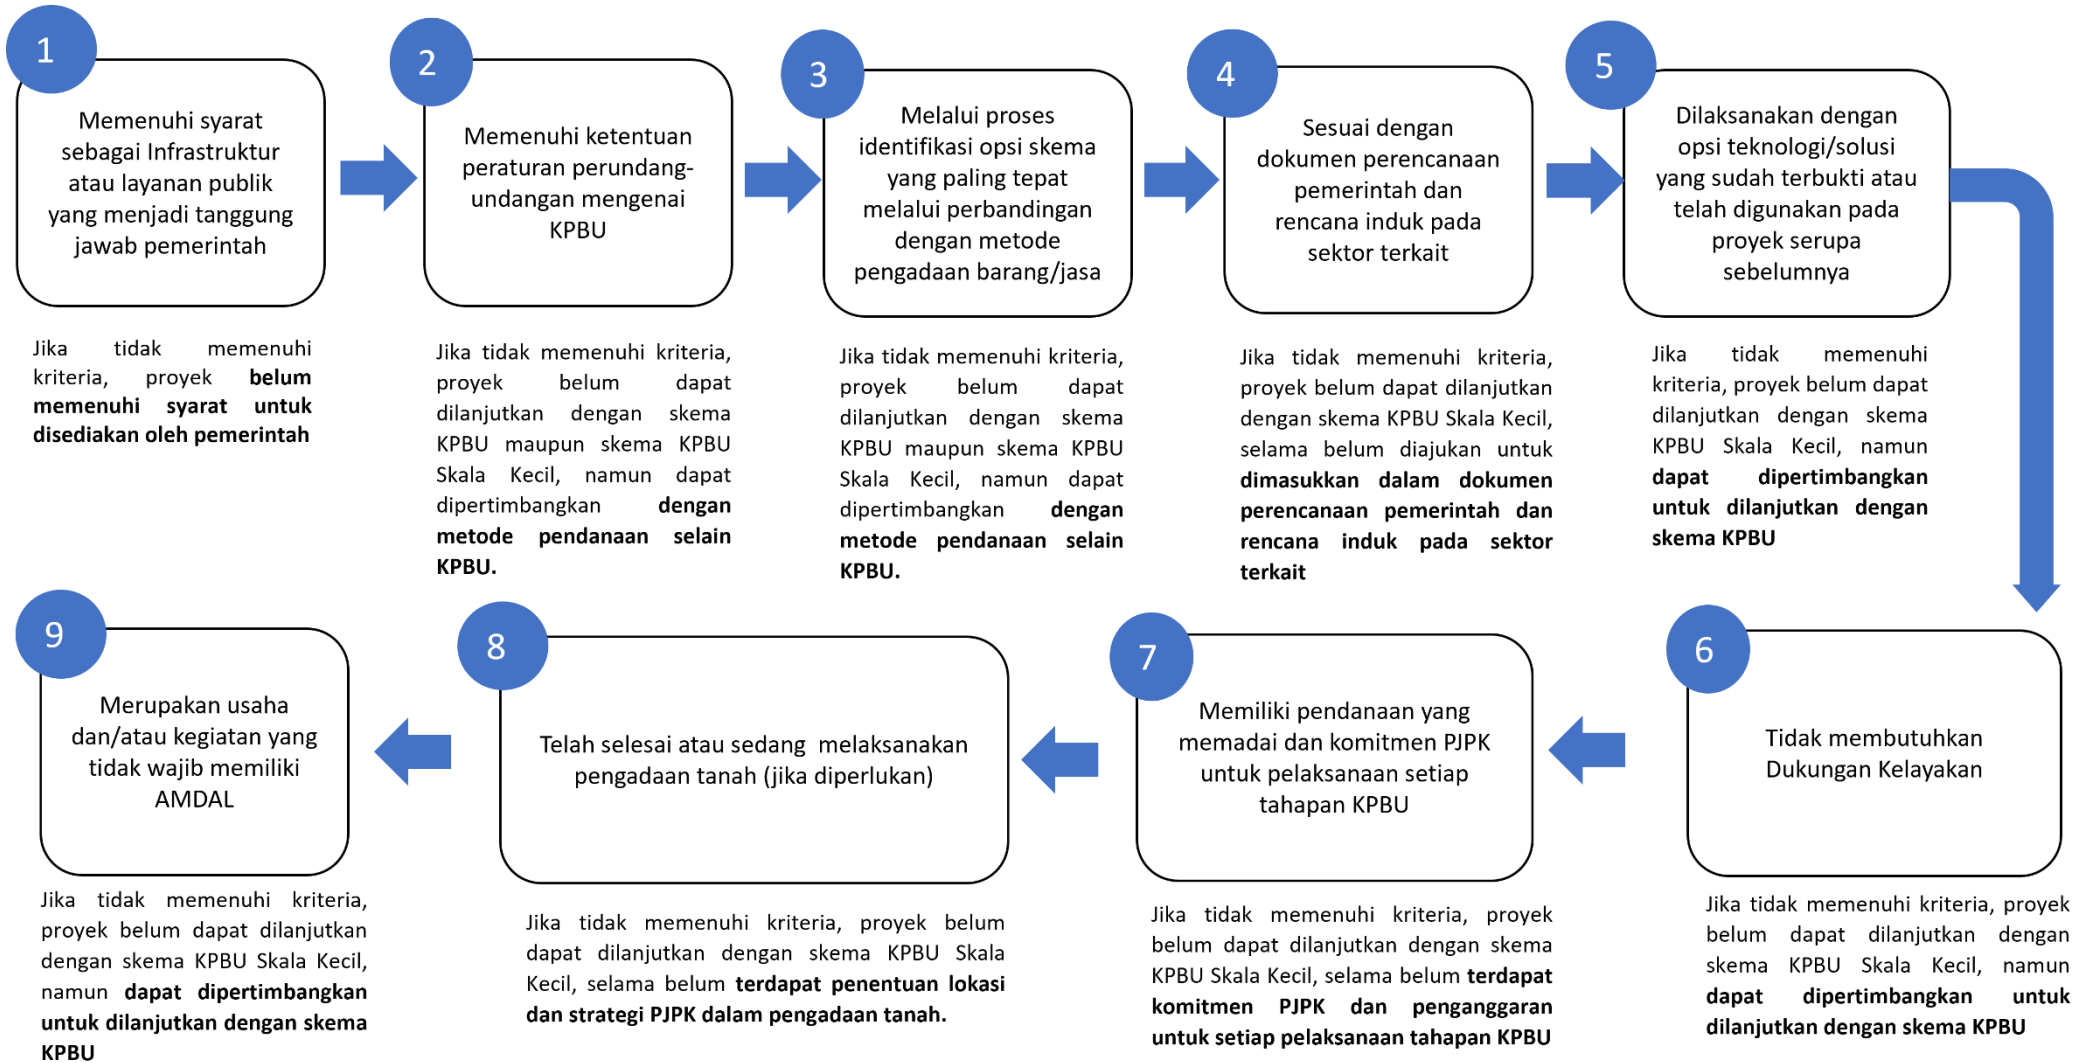 1
Memenuhi syarat
sebagai Infrastruktur
atau layanan publik
yang menjadi tanggung
jawab pemerintah
Jika tidak memenuhi
kriteria, proyek belum
memenuhi syarat untuk
disediakan oleh pemerintah
2
Memenuhi ketentuan
peraturan perundang-
undangan mengenai
KPBU
Jika tidak memenuhi kriteria,
proyek belum dapat
dilanjutkan dengan skema
KPBU maupun skema KPBU
Skala Kecil, namun dapat
dipertimbangkan dengan
metode pendanaan selain
KPBU.
3
Melalui proses
identifikasi opsi skema
yang paling tepat
melalui perbandingan
dengan metode
pengadaan barang/jasa
Jika tidak memenuhi kriteria,
proyek belum dapat
dilanjutkan dengan skema
KPBU maupun skema KPBU
Skala Kecil, namun dapat
dipertimbangkan dengan
metode pendanaan selain
KPBU.
4
Sesuai dengan
dokumen perencanaan
pemerintah dan
rencana induk pada
sektor terkait
Jika tidak memenuhi kriteria,
proyek belum dapat dilanjutkan
dengan skema KPBU Skala Kecil,
selama belum diajukan untuk
dimasukkan dalam dokumen
perencanaan pemerintah dan
rencana induk pada sektor
terkait
5
Dilaksanakan dengan
opsi teknologi/solusi
yang sudah terbukti atau
telah digunakan pada
proyek serupa
sebelumnya
Jika tidak memenuhi
kriteria, proyek belum dapat
dilanjutkan dengan skema
KPBU Skala Kecil, namun
dapat dipertimbangkan
untuk dilanjutkan dengan
skema KPBU
6
Tidak membutuhkan
Dukungan Kelayakan
Jika tidak memenuhi kriteria, proyek
belum dapat dilanjutkan dengan
skema KPBU Skala Kecil, namun
dapat dipertimbangkan untuk
dilanjutkan dengan skema KPBU
7
Memiliki pendanaan yang
memadai dan komitmen PJPK
untuk pelaksanaan setiap
tahapan KPBU
Jika tidak memenuhi kriteria, proyek
belum dapat dilanjutkan dengan skema
KPBU Skala Kecil, selama belum terdapat
komitmen PJPK dan penganggaran
untuk setiap pelaksanaan tahapan KPBU
8
Telah selesai atau sedang melaksanakan
pengadaan tanah (jika diperlukan)
Jika tidak memenuhi kriteria, proyek belum
dapat dilanjutkan dengan skema KPBU Skala
Kecil, selama belum terdapat penentuan lokasi
dan strategi PJPK dalam pengadaan tanah.
9
Merupakan usaha
dan/atau kegiatan yang
tidak wajib memiliki
AMDAL
Jika tidak memenuhi kriteria,
proyek belum dapat dilanjutkan
dengan skema KPBU Skala Kecil,
namun dapat dipertimbangkan
untuk dilanjutkan dengan skema
KPBU